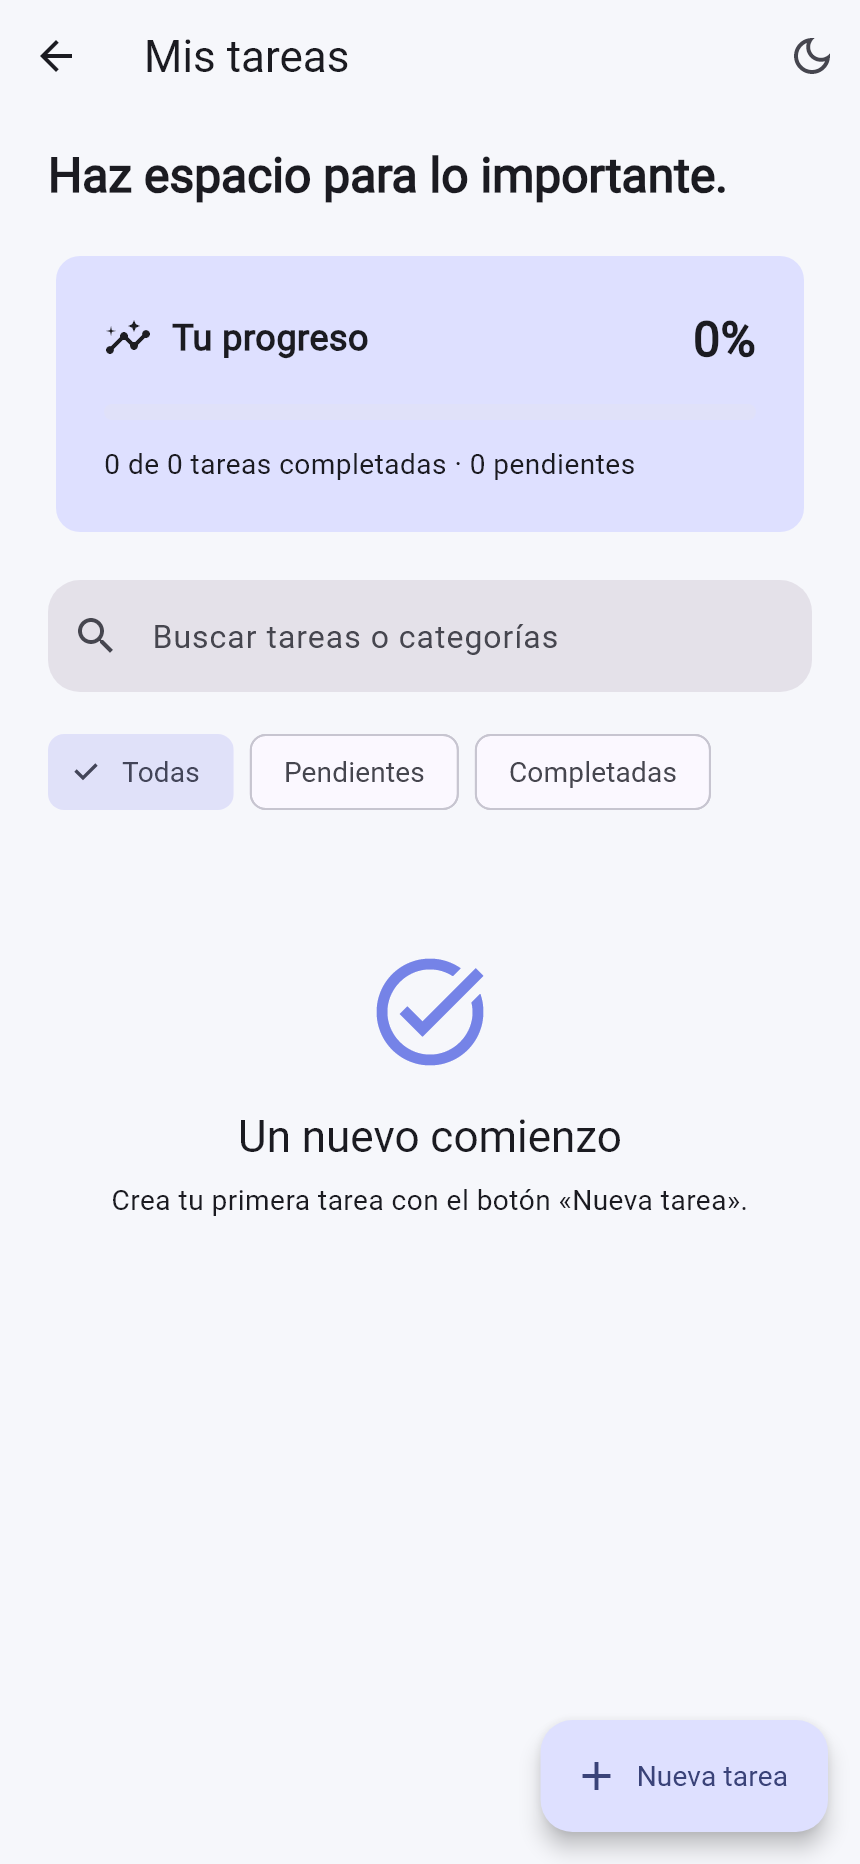 Mis tareas
Haz espacio para lo importante.
Tu progreso 0%
0 de 0 tareas completadas · 0 pendientes
Buscar tareas o categorías
Todas Pendientes Completadas
Un nuevo comienzo
Crea tu primera tarea con el botón «Nueva tarea».
Nueva tarea